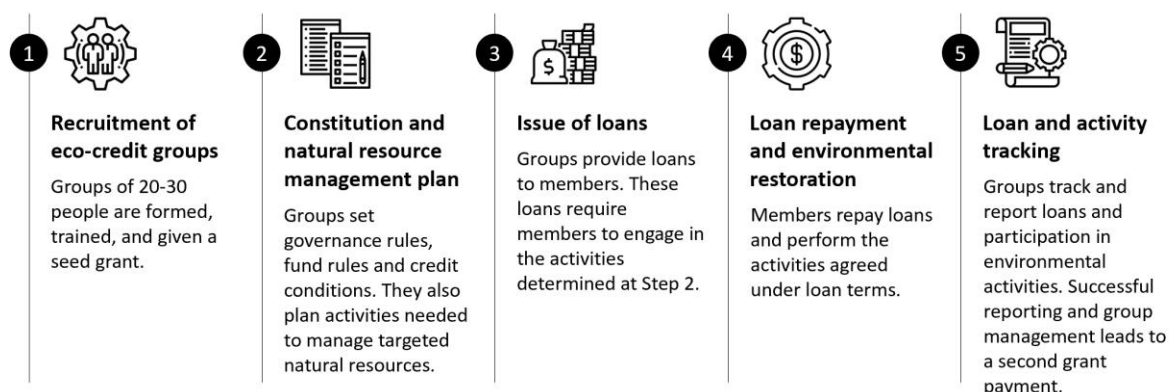 1
Recruitment of
eco-credit groups
Groups of 20-30
people are formed,
trained, and given a
seed grant.
2
Constitution and
natural resource
management plan
Groups set
governance rules,
fund rules and credit
conditions. They also
plan activities needed
to manage targeted
natural resources.
3
$
Issue of loans
Groups provide loans
to members. These
loans require
members to engage in
the activities
determined at Step 2.
4
$
Loan repayment
and environmental
restoration
Members repay loans
and perform the
activities agreed
under loan terms.
5
Loan and activity
tracking
Groups track and
report loans and
participation in
environmental
activities. Successful
reporting and group
management leads to
a second grant
payment.